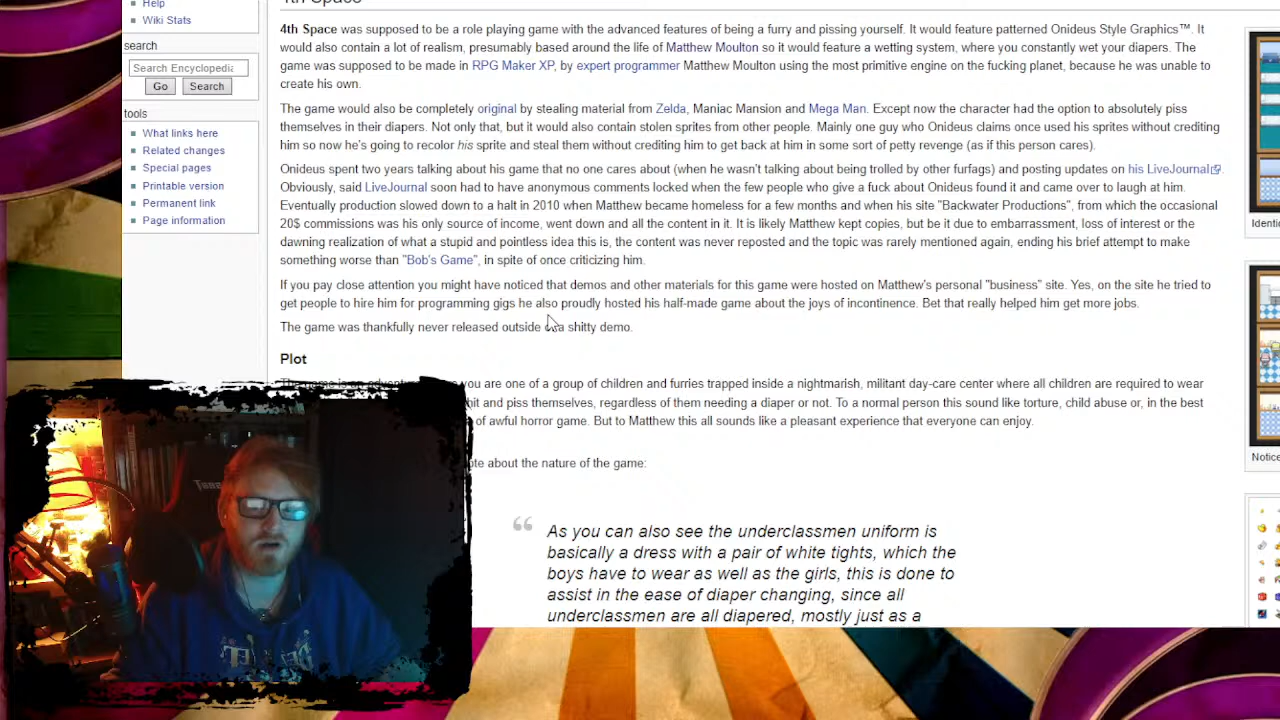 Help
Wiki Stats
search
Search Encyclopedia
Go Search
tools
What links here
Related changes
Special pages
Printable version
Permanent link
Page information
4th Space was supposed to be a role playing game with the advanced features of being a furry and pissing yourself. It would feature patterned Onideus Style Graphics™. It
would also contain a lot of realism, presumably based around the life of Matthew Moulton so it would feature a wetting system, where you constantly wet your diapers. The
game was supposed to be made in RPG Maker XP, by expert programmer Matthew Moulton using the most primitive engine on the fucking planet, because he was unable to
create his own.
The game would also be completely original by stealing material from Zelda, Maniac Mansion and Mega Man. Except now the character had the option to absolutely piss
themselves in their diapers. Not only that, but it would also contain stolen sprites from other people. Mainly one guy who Onideus claims once used his sprites without crediting
him so now he's going to recolor his sprite and steal them without crediting him to get back at him in some sort of petty revenge (as if this person cares).
Onideus spent two years talking about his game that no one cares about (when he wasn't talking about being trolled by other furfags) and posting updates on his LiveJournal.
Obviously, said LiveJournal soon had to have anonymous comments locked when the few people who give a fuck about Onideus found it and came over to laugh at him.
Eventually production slowed down to a halt in 2010 when Matthew became homeless for a few months and when his site "Backwater Productions", from which the occasional
20$ commissions was his only source of income, went down and all the content in it. It is likely Matthew kept copies, but be it due to embarrassment, loss of interest or the
dawning realization of what a stupid and pointless idea this is, the content was never reposted and the topic was rarely mentioned again, ending his brief attempt to make
something worse than "Bob's Game", in spite of once criticizing him.
If you pay close attention you might have noticed that demos and other materials for this game were hosted on Matthew's personal "business" site. Yes, on the site he tried to
get people to hire him for programming gigs he also proudly hosted his half-made game about the joys of incontinence. Bet that really helped him get more jobs.
The game was thankfully never released outside a shitty demo.
Plot
you are one of a group of children and furries trapped inside a nightmarish, militant day-care center where all children are required to wear
and piss themselves, regardless of them needing a diaper or not. To a normal person this sound like torture, child abuse or, in the best
of awful horror game. But to Matthew this all sounds like a pleasant experience that everyone can enjoy.
about the nature of the game:
As you can also see the underclassmen uniform is
basically a dress with a pair of white tights, which the
boys have to wear as well as the girls, this is done to
assist in the ease of diaper changing, since all
underclassmen are all diapered, mostly just as a
Identi
Notice